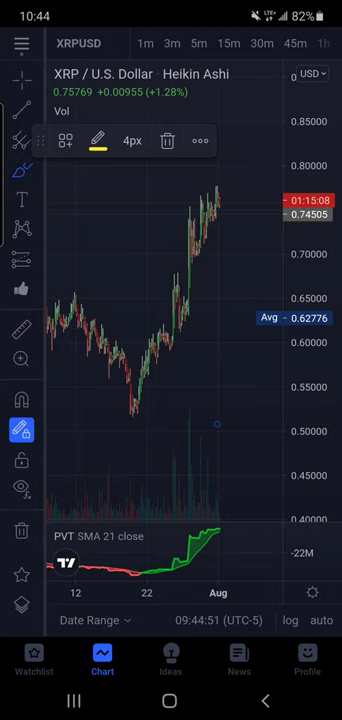 10:44
LTE+
82%
XRPUSD 1m 3m 5m 15m 30m 45m 1h
XRP / U.S. Dollar · Heikin Ashi
0.75769 +0.00955 (+1.28%)
Vol
USD
0.85000
4px
0.80000
01:15:08
0.74505
0.70000
0.65000
Avg 0.62776
0.60000
0.55000
0.50000
0.45000
0.40000
PVT SMA 21 close
-22M
12 22 Aug
Date Range 09:44:51 (UTC-5) log auto
Watchlist Chart Ideas News Profile